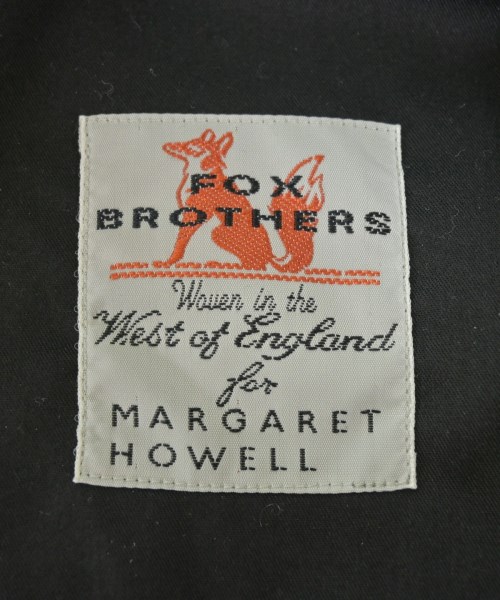 FOX
BROTHERS
Woven in the
West of England
for
MARGARET
HOWELL